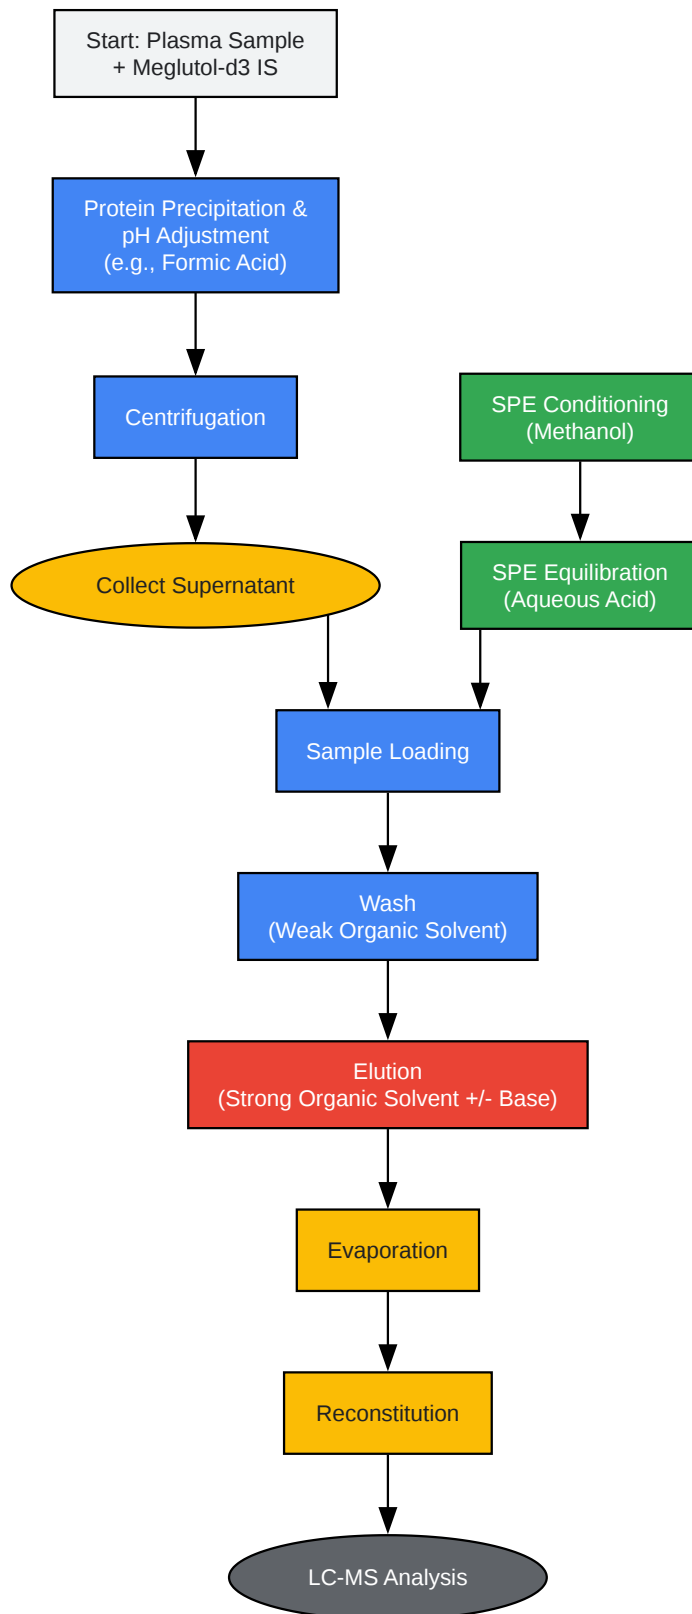 Start: Plasma Sample
+ Meglutol-d3 IS
Protein Precipitation &
pH Adjustment
(e.g., Formic Acid)
Centrifugation
SPE Conditioning
(Methanol)
Collect Supernatant
SPE Equilibration
(Aqueous Acid)
Sample Loading
Wash
(Weak Organic Solvent)
Elution
(Strong Organic Solvent +/- Base)
Evaporation
Reconstitution
LC-MS Analysis